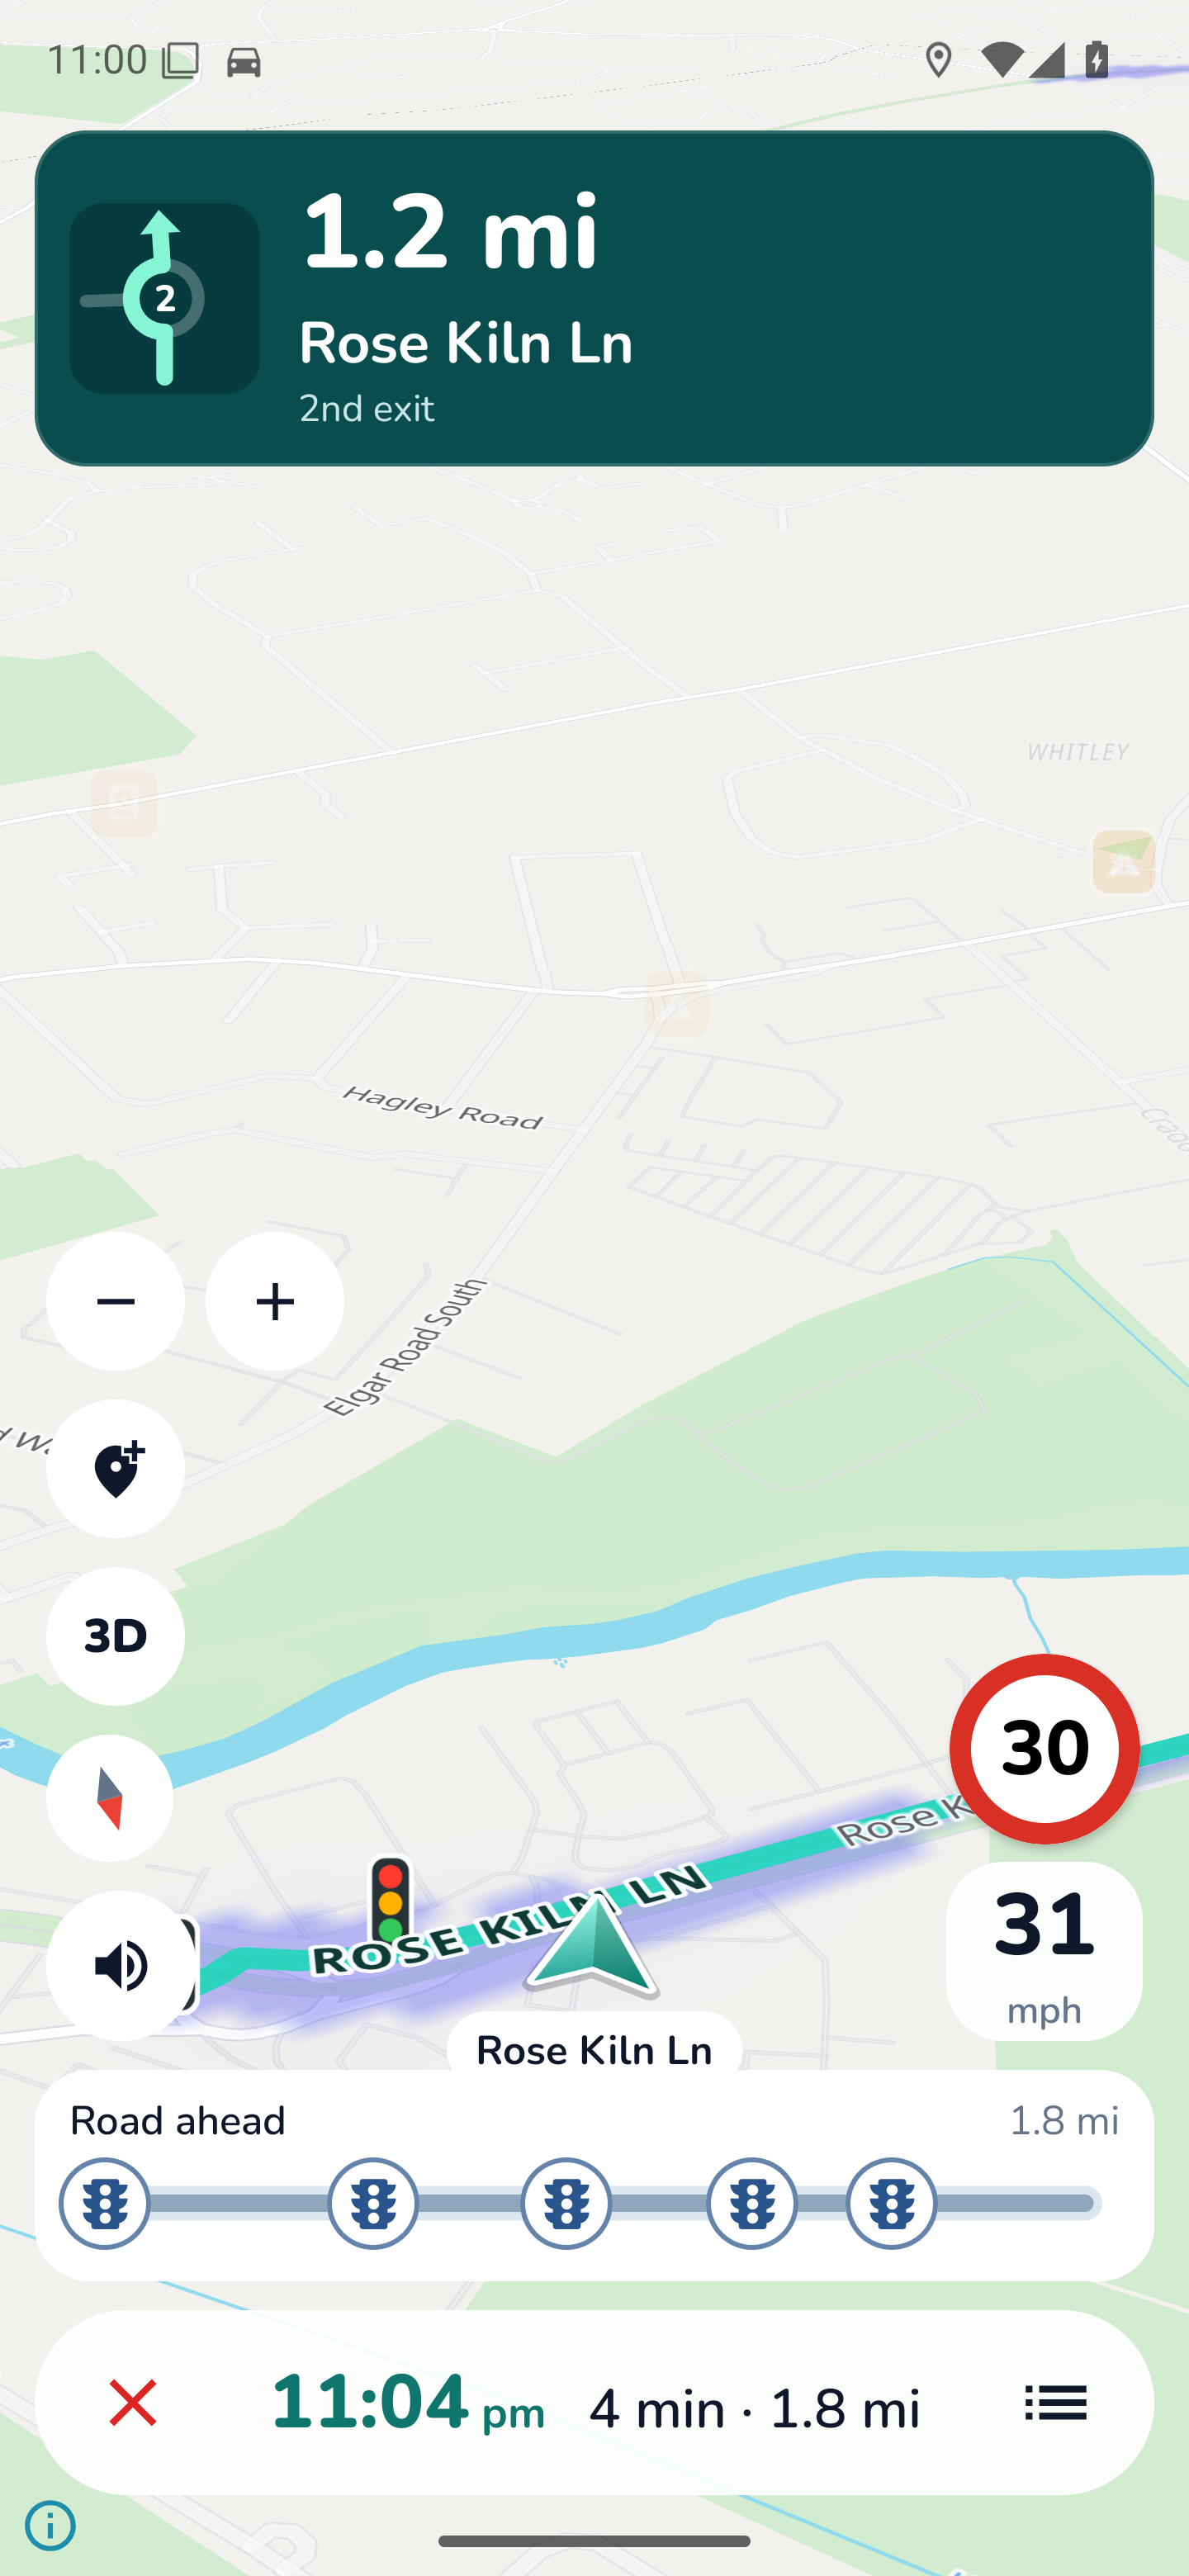 11:00
2
1.2 mi
Rose Kiln Ln
2nd exit
WHITLEY
Hagley Road
Elgar Road South
3D
30
ROSE KILN LN
31
mph
Rose Kiln Ln
Road ahead
1.8 mi
11:04 pm
4 min · 1.8 mi